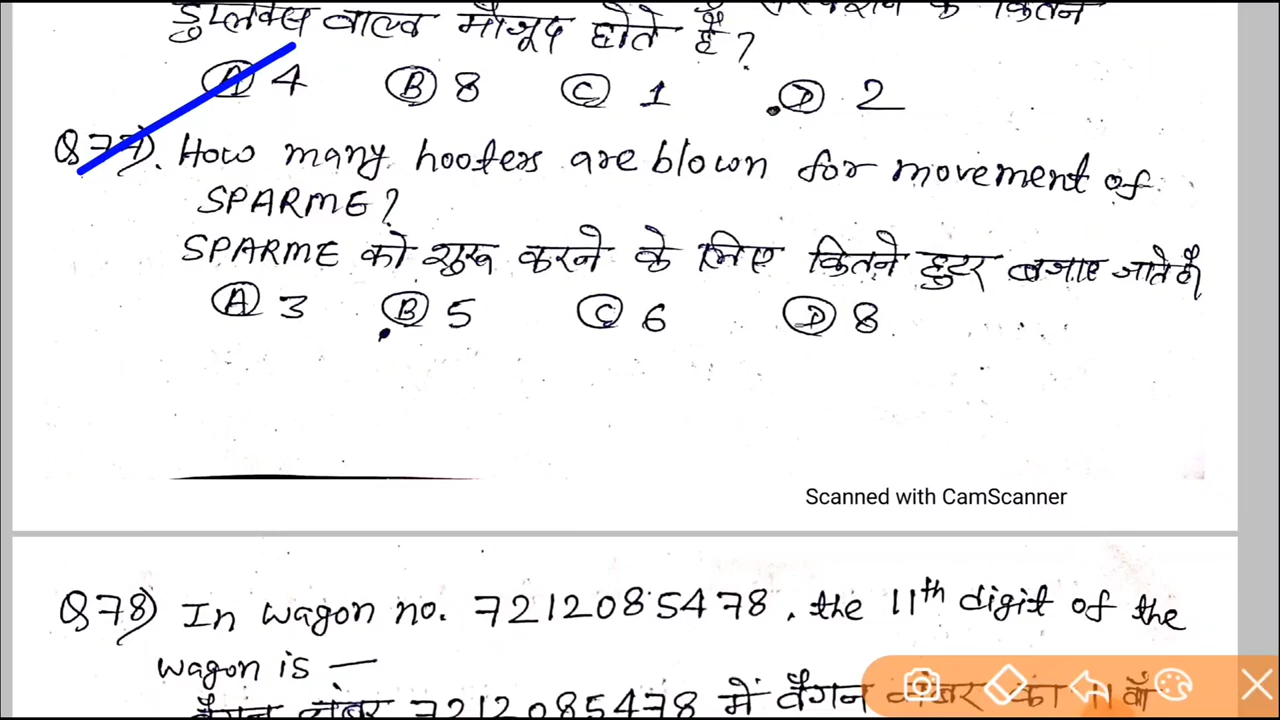 डुप्लेक्स वाल्व मौजूद होते हैं?
Ⓐ 4 Ⓑ 8 Ⓒ 1 Ⓓ 2
Q77). How many hooters are blown for movement of
SPARME?
SPARME को शुरू करने के लिए कितने हुटर बजाए जाते हैं।
Ⓐ 3 Ⓑ 5 Ⓒ 6 Ⓓ 8
Scanned with CamScanner
Q78) In wagon no. 7212085478, the 11th digit of the
wagon is —
वैगन नंबर 7212085478 में वैगन नंबर का 11 वाँ